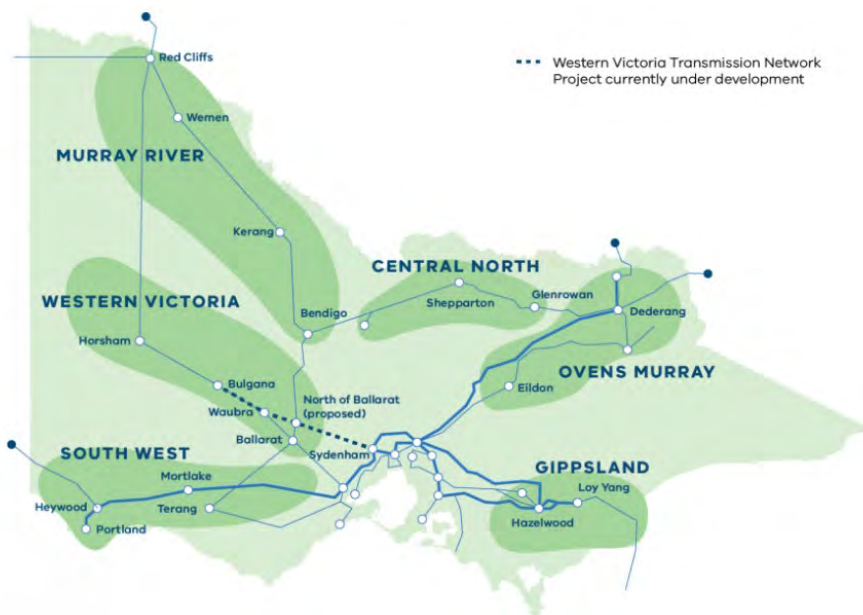 Red Cliffs
Western Victoria Transmission Network
Project currently under development
Wemen
MURRAY RIVER
Kerang
CENTRAL NORTH
WESTERN VICTORIA
Shepparton
Glenrowan
Dederang
Bendigo
Horsham
OVENS MURRAY
Bulgana
Eildon
North of Ballarat
(proposed)
Waubra
Ballarat
Sydenham
SOUTH WEST
GIPPSLAND
Mortlake
Loy Yang
Heywood
Terang
Hazelwood
Portland